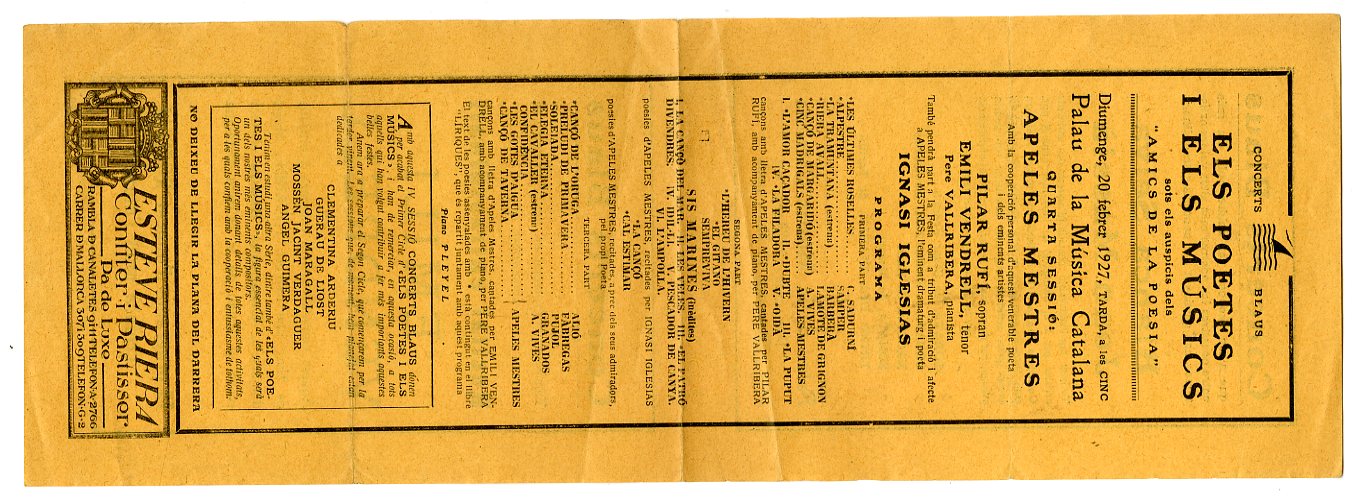 CONCERTS BLAUS
ELS POETES
I ELS MÚSICS
sots els auspicis dels
"AMICS DE LA POESIA"
Diumenge, 20 febrer 1927, TARDA, a les CINC
Palau de la Música Catalana
QUARTA SESSIÓ:
APELES MESTRES
Amb la cooperació personal d'aquest venerable poeta
i dels eminents artistes
PILAR RUFÍ, sopran
EMILI VENDRELL, tenor
Pere VALLRIBERA, pianista
També pendrà part a la Festa com a tribut d'admiració i afecte
a APELES MESTRES, l'eminent dramaturg i poeta
IGNASI IGLESIAS
PROGRAMA
PRIMERA PART
*LES ÚLTIMES ROSELLES........ C. SADURNÍ
*ALPESTRE........ SAMPER
*LA TRAMUNTANA (estrena)..... BARBERÀ
*RIERA AVALL........ LAMOTE DE GRIGNON
*CANÇÓ DE MARGARIDÓ (estrena) A. VIVES
*CINC MADRIGALS (estrena)..... APELES MESTRES
I. *L'AMOR CAÇADOR II. *DUBTE III. *LA PUPUT
IV. *LA FILADORA V. *OIDÀ
cançons amb lletra d'APELES MESTRES, cantades per PILAR
RUFÍ, amb acompanyament de piano, per PERE VALLRIBERA
SEGONA PART
*L'HEREU DE L'HIVERN
*EL GITANO
SEMPREVIVA
SIS MARINES (inèdites)
I. LA CANÇÓ DEL MAR. II. LES VELES. III. *EL PATRÓ
DIVENDRES. IV. IDIL·LI. V. PESCADOR DE CANYA.
VI. L'AMPOLLA.
poesies d'APELES MESTRES, recitades per IGNASI IGLESIAS
*LA CANÇÓ
*CAL ESTIMAR
poesies d'APELES MESTRES, recitades, a prec dels seus admiradors,
pel propi Poeta
TERCERA PART
*CANÇÓ DE L'ORUGA........ ALIÓ
*PRELUDI DE PRIMAVERA........ FÀBREGAS
*SOLEIADA........ PUJOL
*ELEGIA ETERNA........ GRANADOS
*EL CAVALLER (estrena)........ A. VIVES
CONFIDÈNCIA........
*LES GOTES D'AIGUA........ APELES MESTRES
*CANÇÓ DE TAVERNA........
cançons amb lletra d'Apeles Mestres, cantades per EMILI VEN-
DRELL, amb acompanyament de piano, per PERE VALLRIBERA
El text de les poesies assenyalades amb * està contingut en el llibre
"LÍRIQUES", que és repartit juntament amb aquest programa
Piano PLEYEL
Amb aquesta IV SESSIÓ CONCERTS BLAUS donen
per acabat el Primer Cicle d'«ELS POETES I ELS
MÚSICS», i han de remerciar, en aquesta ocasió, a tots
aquells qui han volgut contribuir a fer més importants aquestes
belles festes.
Anem ara a preparar el Segon Cicle, que començarem per la
tardor vinent. Les sessions que, de moment, hem planejat estan
dedicades a
CLEMENTINA ARDERIU
GUERAU DE LIOST
JOAN MARAGALL
MOSSÈN JACINT VERDAGUER
ANGEL GUIMERA
Tenim en estudi una altra Sèrie, dintre també d'«ELS POE-
TES I ELS MÚSICS», la figura essencial de les quals serà
un dels nostres més eminents compositors.
Oportunament anirem donant detalls de totes aquestes activitats,
per a les quals confiem amb la cooperació i entussiasme de tothom.
NO DEIXEU DE LLEGIR LA PLANA DEL DARRERA
ESTEVE RIERA
Confiter i Pastisser
Pa de Luxe
RAMBLA D CANALETES 9 i 11 TELEFON-A-2766
CARRER D MALLORCA 307 i 309 TELEFON-G-2